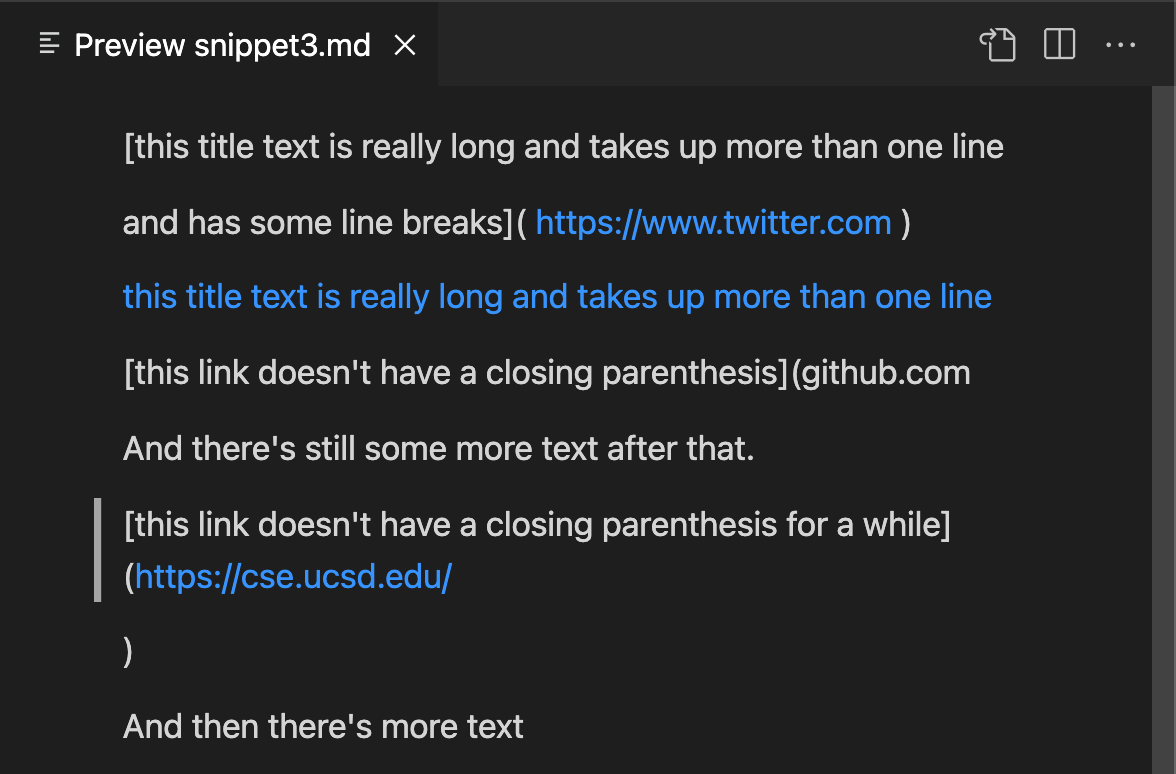 Preview snippet3.md
[this title text is really long and takes up more than one line
and has some line breaks]( https://www.twitter.com )
this title text is really long and takes up more than one line
[this link doesn't have a closing parenthesis](github.com
And there's still some more text after that.
[this link doesn't have a closing parenthesis for a while]
(https://cse.ucsd.edu/
)
And then there's more text